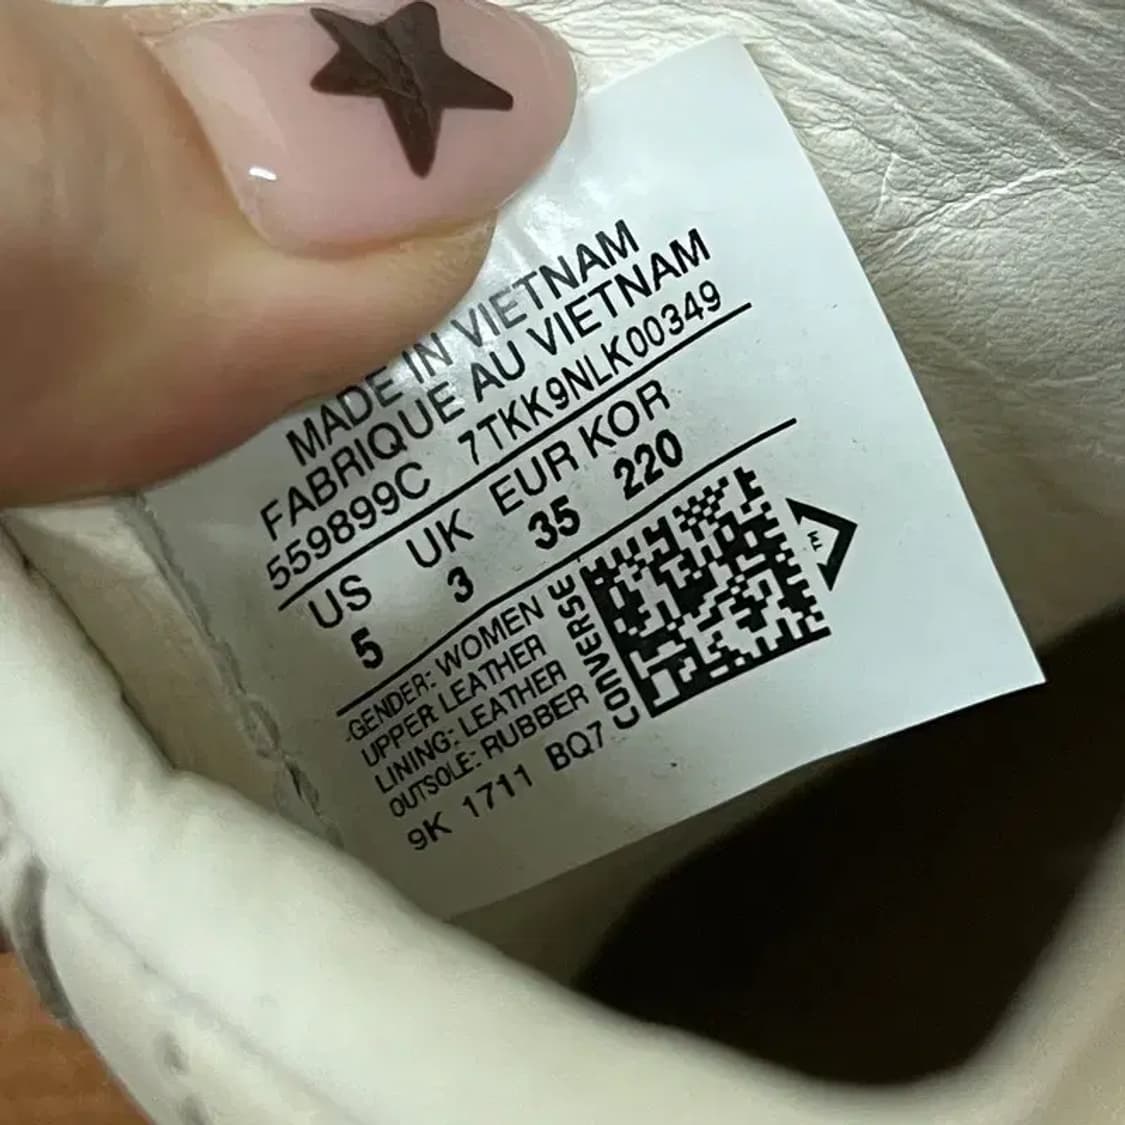 MADE IN VIETNAM
FABRIQUE AU VIETNAM
559899C 7TKK9NLK00349
US UK EUR KOR
5 3 35 220
GENDER: WOMEN
UPPER: LEATHER
LINING: LEATHER
OUTSOLE: RUBBER
9K 1711 BQ7
CONVERSE
TM